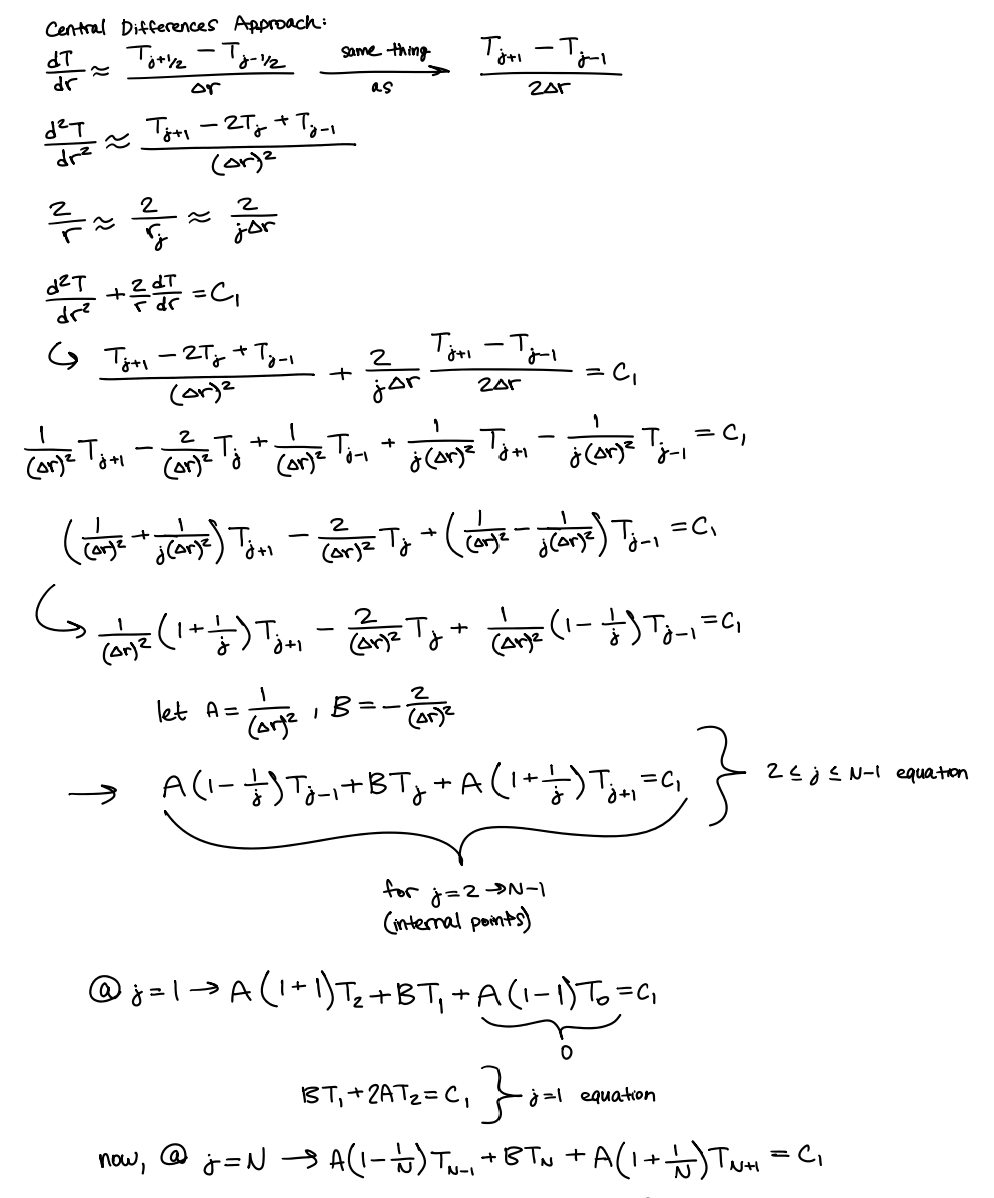 Central Differences Approach:
dT/dr ≈ (T_{j+1/2} − T_{j−1/2})/Δr same thing as → (T_{j+1} − T_{j−1})/2Δr
d²T/dr² ≈ (T_{j+1} − 2T_j + T_{j−1})/(Δr)²
2/r ≈ 2/r_j ≈ 2/jΔr
d²T/dr² + 2/r dT/dr = C₁
↪ (T_{j+1} − 2T_j + T_{j−1})/(Δr)² + 2/jΔr (T_{j+1} − T_{j−1})/2Δr = C₁
1/(Δr)² T_{j+1} − 2/(Δr)² T_j + 1/(Δr)² T_{j−1} + 1/j(Δr)² T_{j+1} − 1/j(Δr)² T_{j−1} = C₁
(1/(Δr)² + 1/j(Δr)²) T_{j+1} − 2/(Δr)² T_j + (1/(Δr)² − 1/j(Δr)²) T_{j−1} = C₁
↪ 1/(Δr)² (1 + 1/j) T_{j+1} − 2/(Δr)² T_j + 1/(Δr)² (1 − 1/j) T_{j−1} = C₁
let A = 1/(Δr)², B = −2/(Δr)²
→ A(1 − 1/j)T_{j−1} + BT_j + A(1 + 1/j)T_{j+1} = C₁ } 2 ≤ j ≤ N−1 equation
for j=2 → N−1
(internal points)
@ j=1 → A(1+1)T₂ + BT₁ + A(1−1)T₀ = C₁
0
BT₁ + 2AT₂ = C₁ } j=1 equation
now, @ j=N → A(1 − 1/N)T_{N−1} + BT_N + A(1 + 1/N)T_{N+1} = C₁